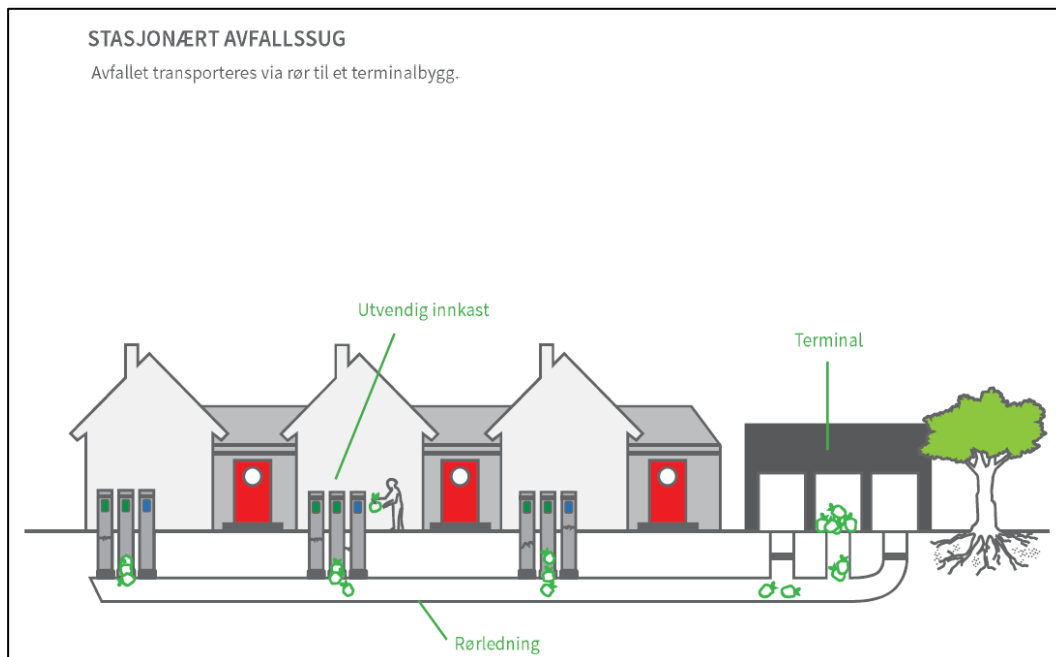 STASJONÆRT AVFALLSSUG
Avfallet transporteres via rør til et terminalbygg.
Utvendig innkast
Terminal
Rørledning